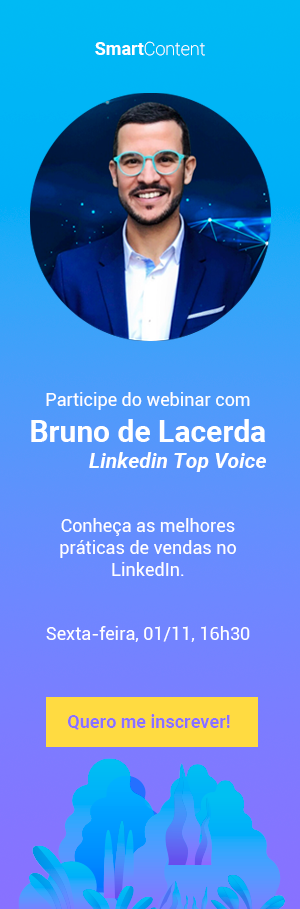 SmartContent
Participe do webinar com
Bruno de Lacerda
Linkedin Top Voice
Conheça as melhores
práticas de vendas no
LinkedIn.
Sexta-feira, 01/11, 16h30
Quero me inscrever!